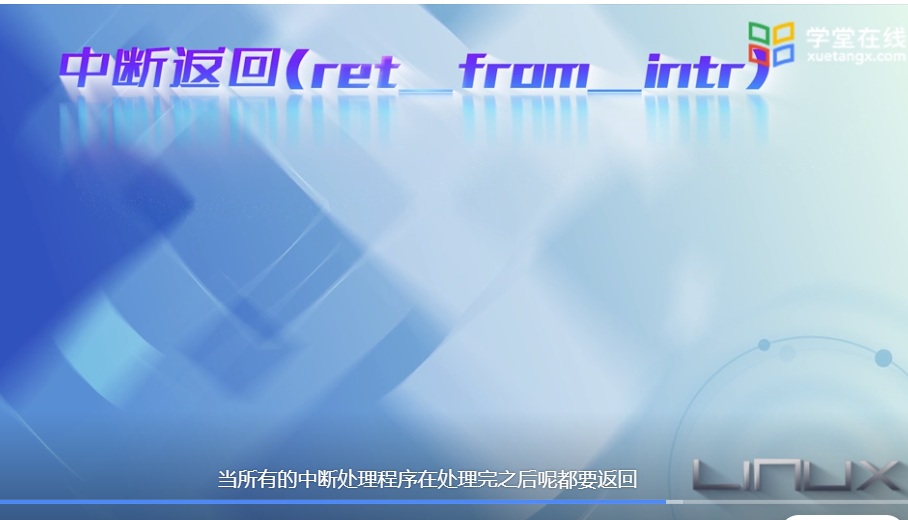 中断返回(ret__from__intr)
学堂在线
xuetangx.com
当所有的中断处理程序在处理完之后呢都要返回
LINUX